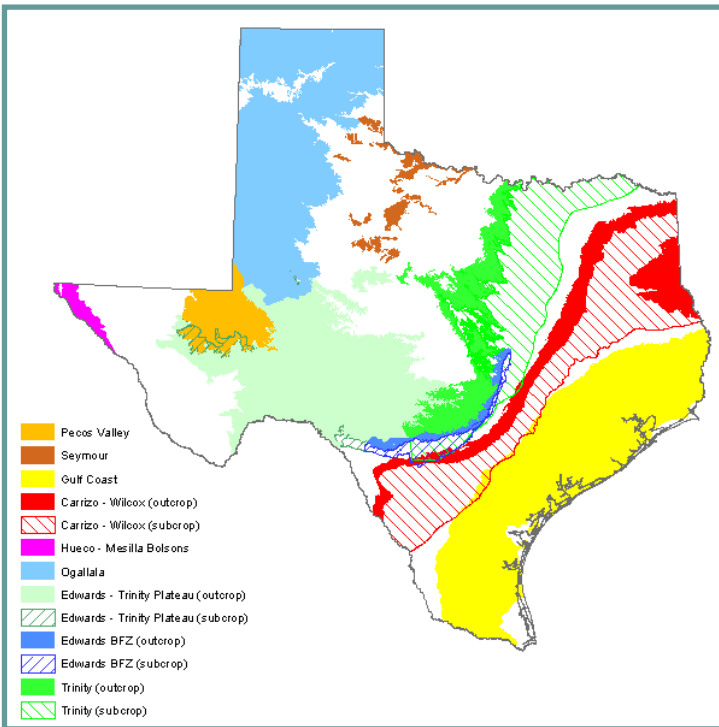 Pecos Valley
Seymour
Gulf Coast
Carrizo - Wilcox (outcrop)
Carrizo - Wilcox (subcrop)
Hueco - Mesilla Bolsons
Ogallala
Edwards - Trinity Plateau (outcrop)
Edwards - Trinity Plateau (subcrop)
Edwards BFZ (outcrop)
Edwards BFZ (subcrop)
Trinity (outcrop)
Trinity (subcrop)